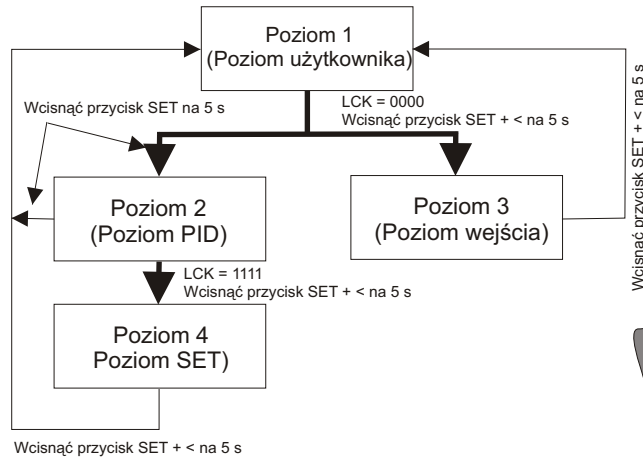 Poziom 1
(Poziom użytkownika)
Wcisnąć przycisk SET na 5 s
LCK = 0000
Wcisnąć przycisk SET + < na 5 s
Poziom 2
(Poziom PID)
Poziom 3
(Poziom wejścia)
Wcisnąć przycisk SET + < na 5 s
LCK = 1111
Wcisnąć przycisk SET + < na 5 s
Poziom 4
Poziom SET)
Wcisnąć przycisk SET + < na 5 s